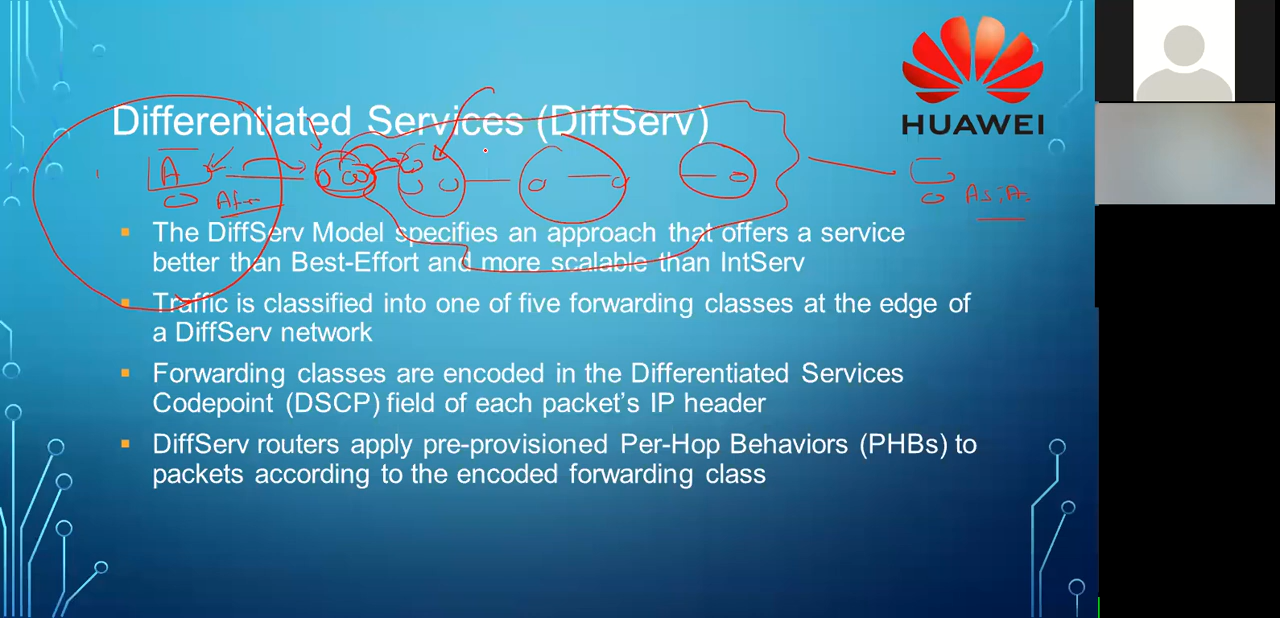 HUAWEI
Differentiated Services (DiffServ)
A
Asia
▪ The DiffServ Model specifies an approach that offers a service
better than Best-Effort and more scalable than IntServ
▪ Traffic is classified into one of five forwarding classes at the edge of
a DiffServ network
▪ Forwarding classes are encoded in the Differentiated Services
Codepoint (DSCP) field of each packet’s IP header
▪ DiffServ routers apply pre-provisioned Per-Hop Behaviors (PHBs) to
packets according to the encoded forwarding class